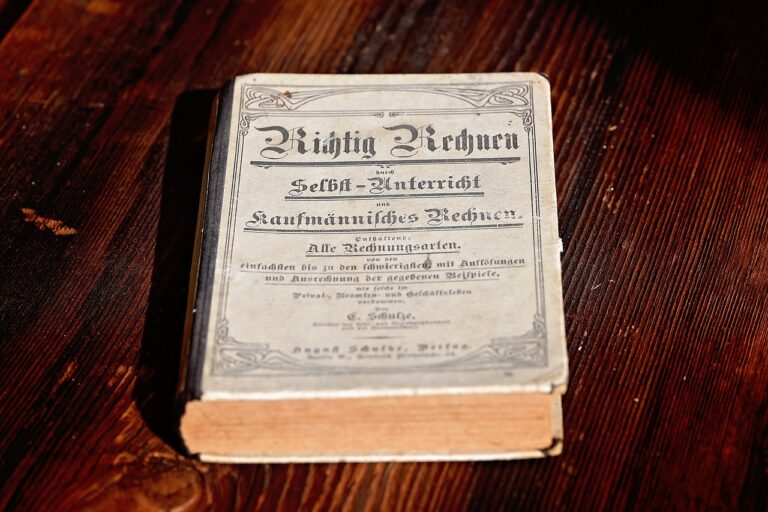 Richtig Rechnen
durch
Selbst-Unterricht
und
Kaufmännisches Rechnen.
Enthaltend:
Alle Rechnungsarten,
von den
einfachsten bis zu den schwierigsten, mit Auflösungen
und Ausrechnung der gegebenen Beispiele,
wie solche im
Privat-, Beamten- und Geschäftsleben
vorkommen.
Von
C. Schulze.
August Schultze, Verlag.
Berlin